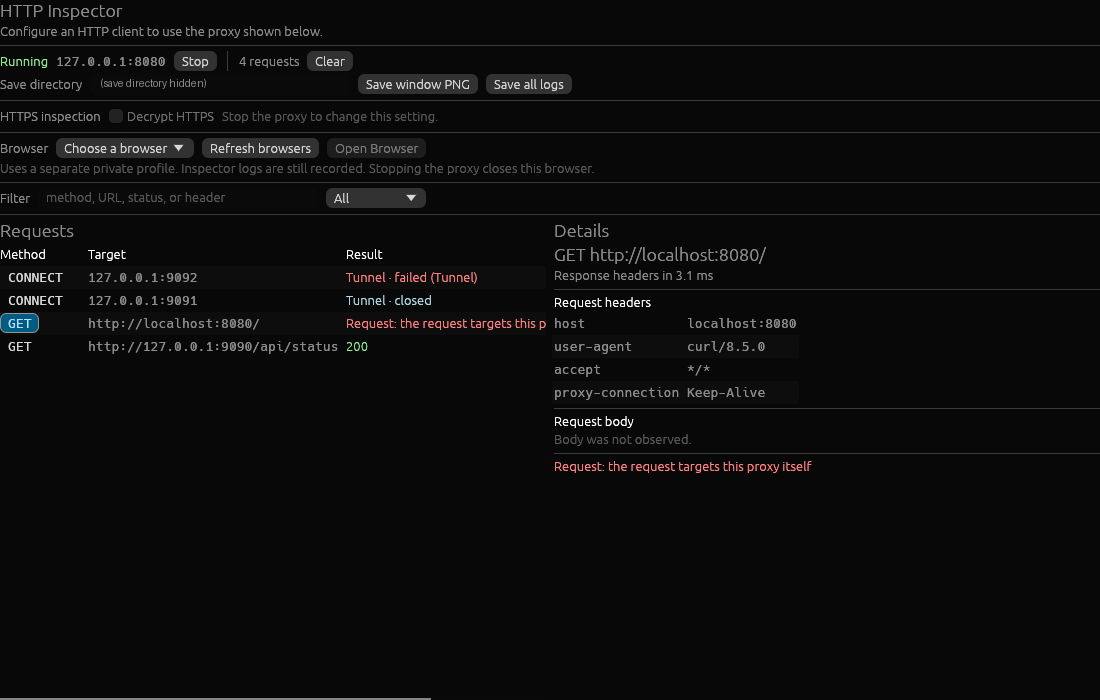 HTTP Inspector
Configure an HTTP client to use the proxy shown below.
Running 127.0.0.1:8080 Stop 4 requests Clear
Save directory (save directory hidden) Save window PNG Save all logs
HTTPS inspection Decrypt HTTPS Stop the proxy to change this setting.
Browser Choose a browser Refresh browsers Open Browser
Uses a separate private profile. Inspector logs are still recorded. Stopping the proxy closes this browser.
Filter method, URL, status, or header All
Requests
Method Target Result
CONNECT 127.0.0.1:9092 Tunnel · failed (Tunnel)
CONNECT 127.0.0.1:9091 Tunnel · closed
GET http://localhost:8080/ Request: the request targets this p
GET http://127.0.0.1:9090/api/status 200
Details
GET http://localhost:8080/
Response headers in 3.1 ms
Request headers
host localhost:8080
user-agent curl/8.5.0
accept */*
proxy-connection Keep-Alive
Request body
Body was not observed.
Request: the request targets this proxy itself